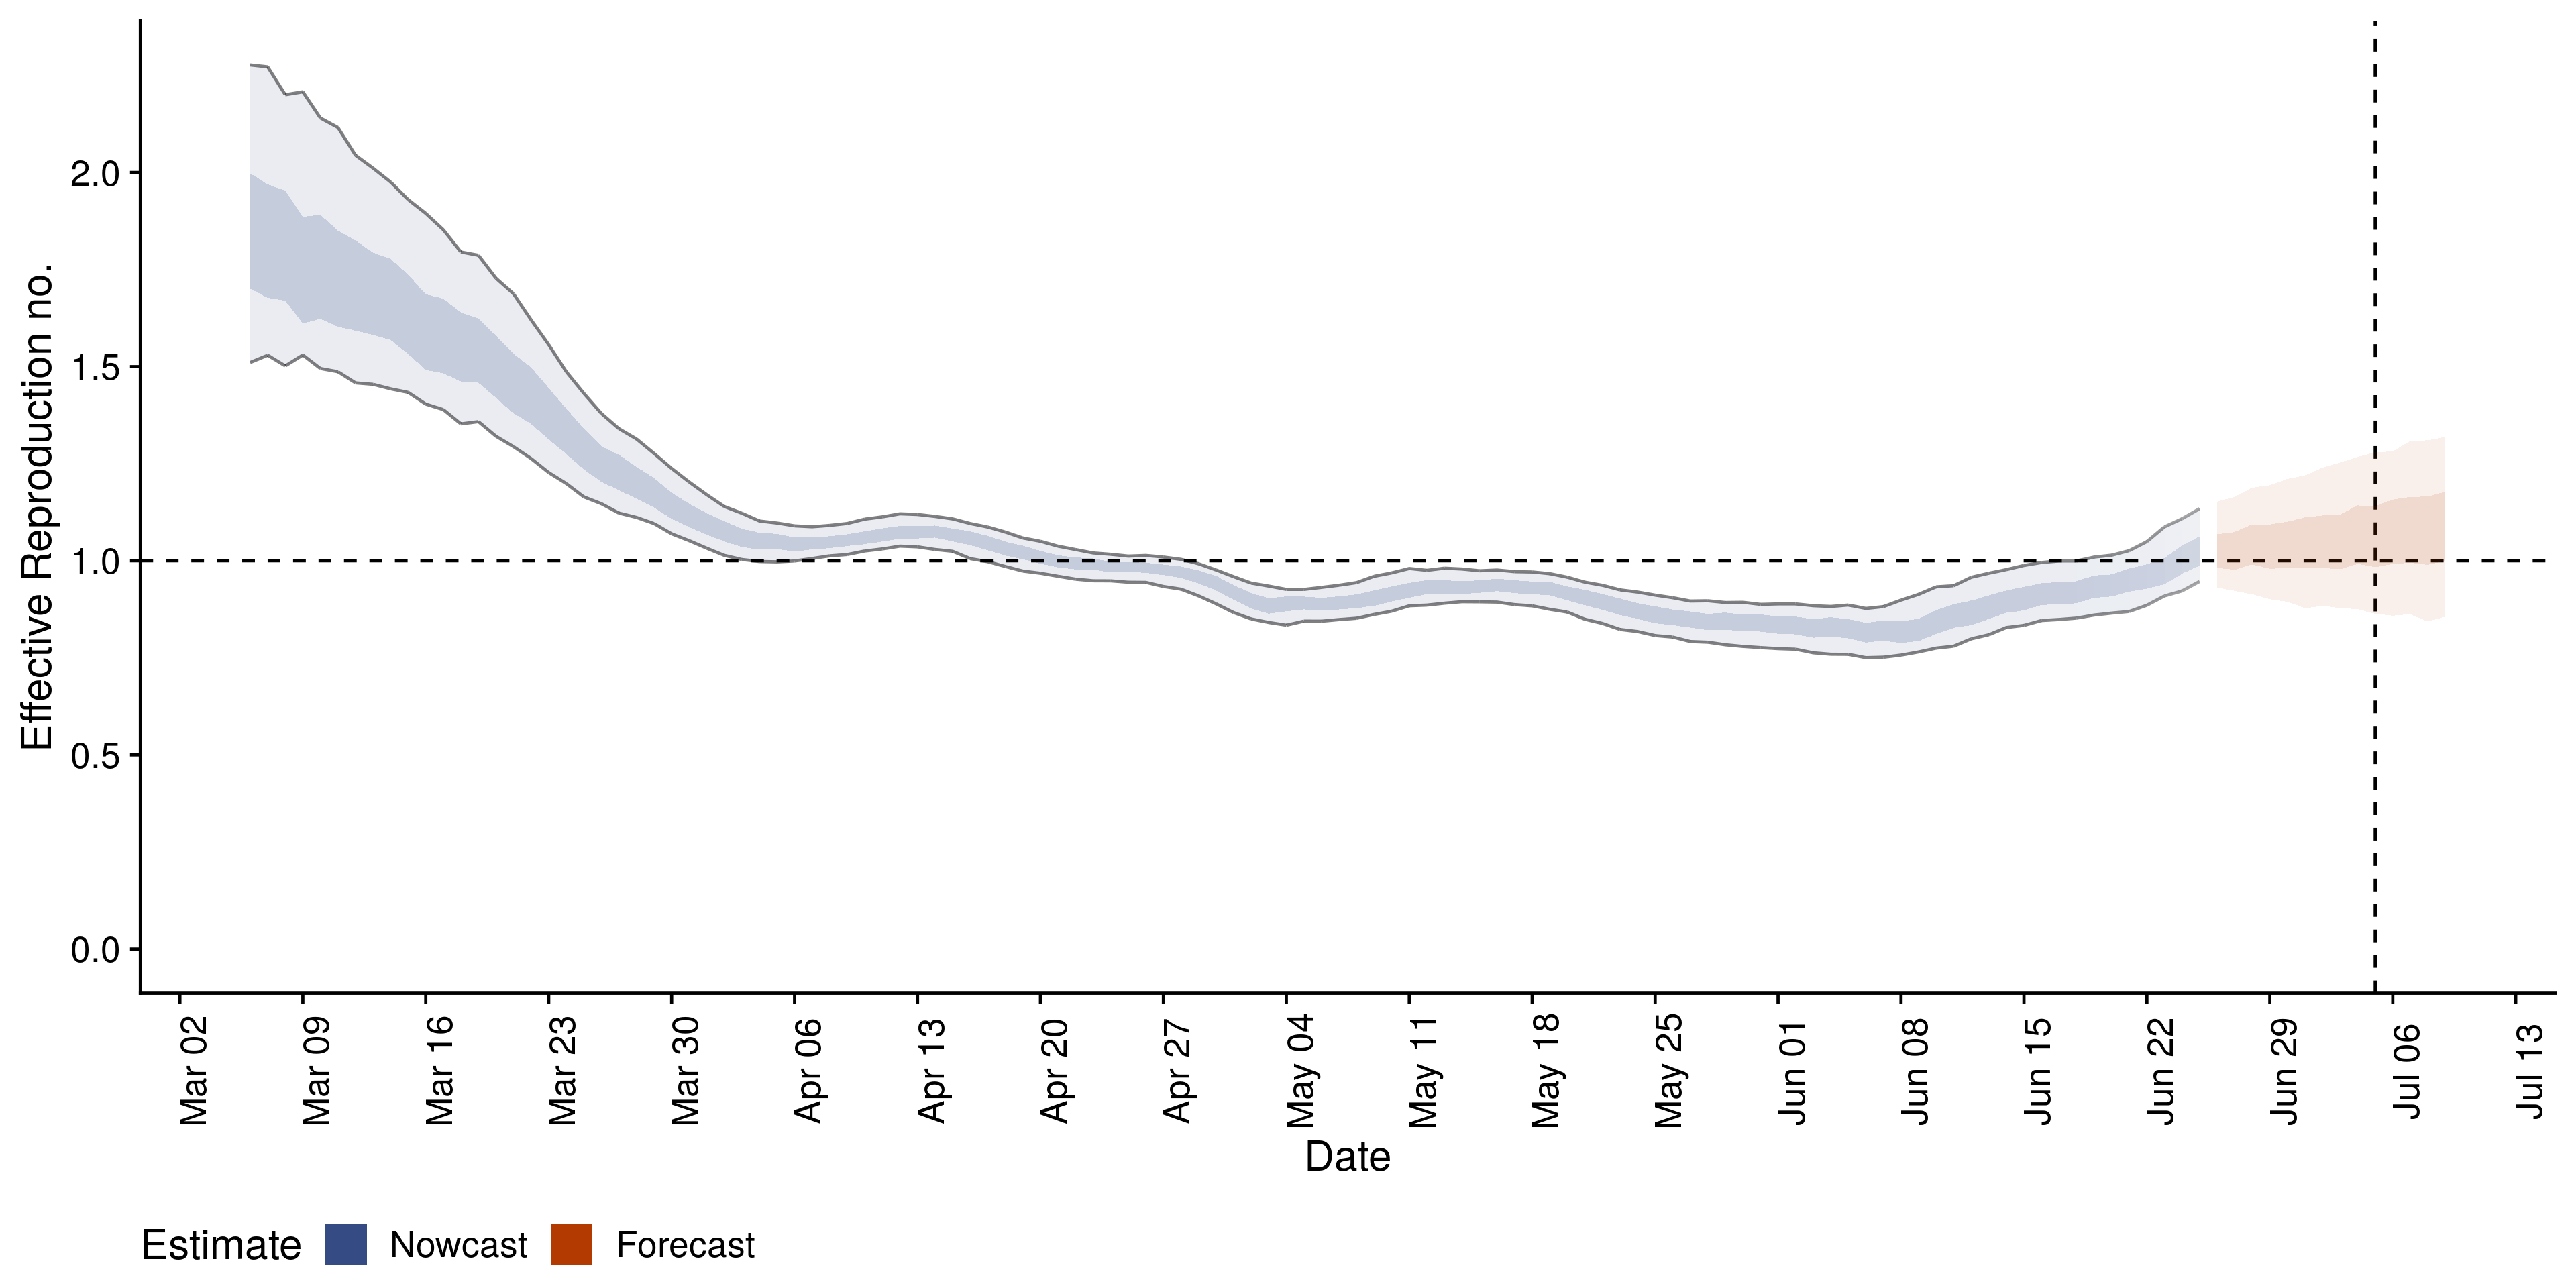 Effective Reproduction no.
2.0
1.5
1.0
0.5
0.0
Mar 02
Mar 09
Mar 16
Mar 23
Mar 30
Apr 06
Apr 13
Apr 20
Apr 27
May 04
May 11
May 18
May 25
Jun 01
Jun 08
Jun 15
Jun 22
Jun 29
Jul 06
Jul 13
Date
Estimate Nowcast Forecast